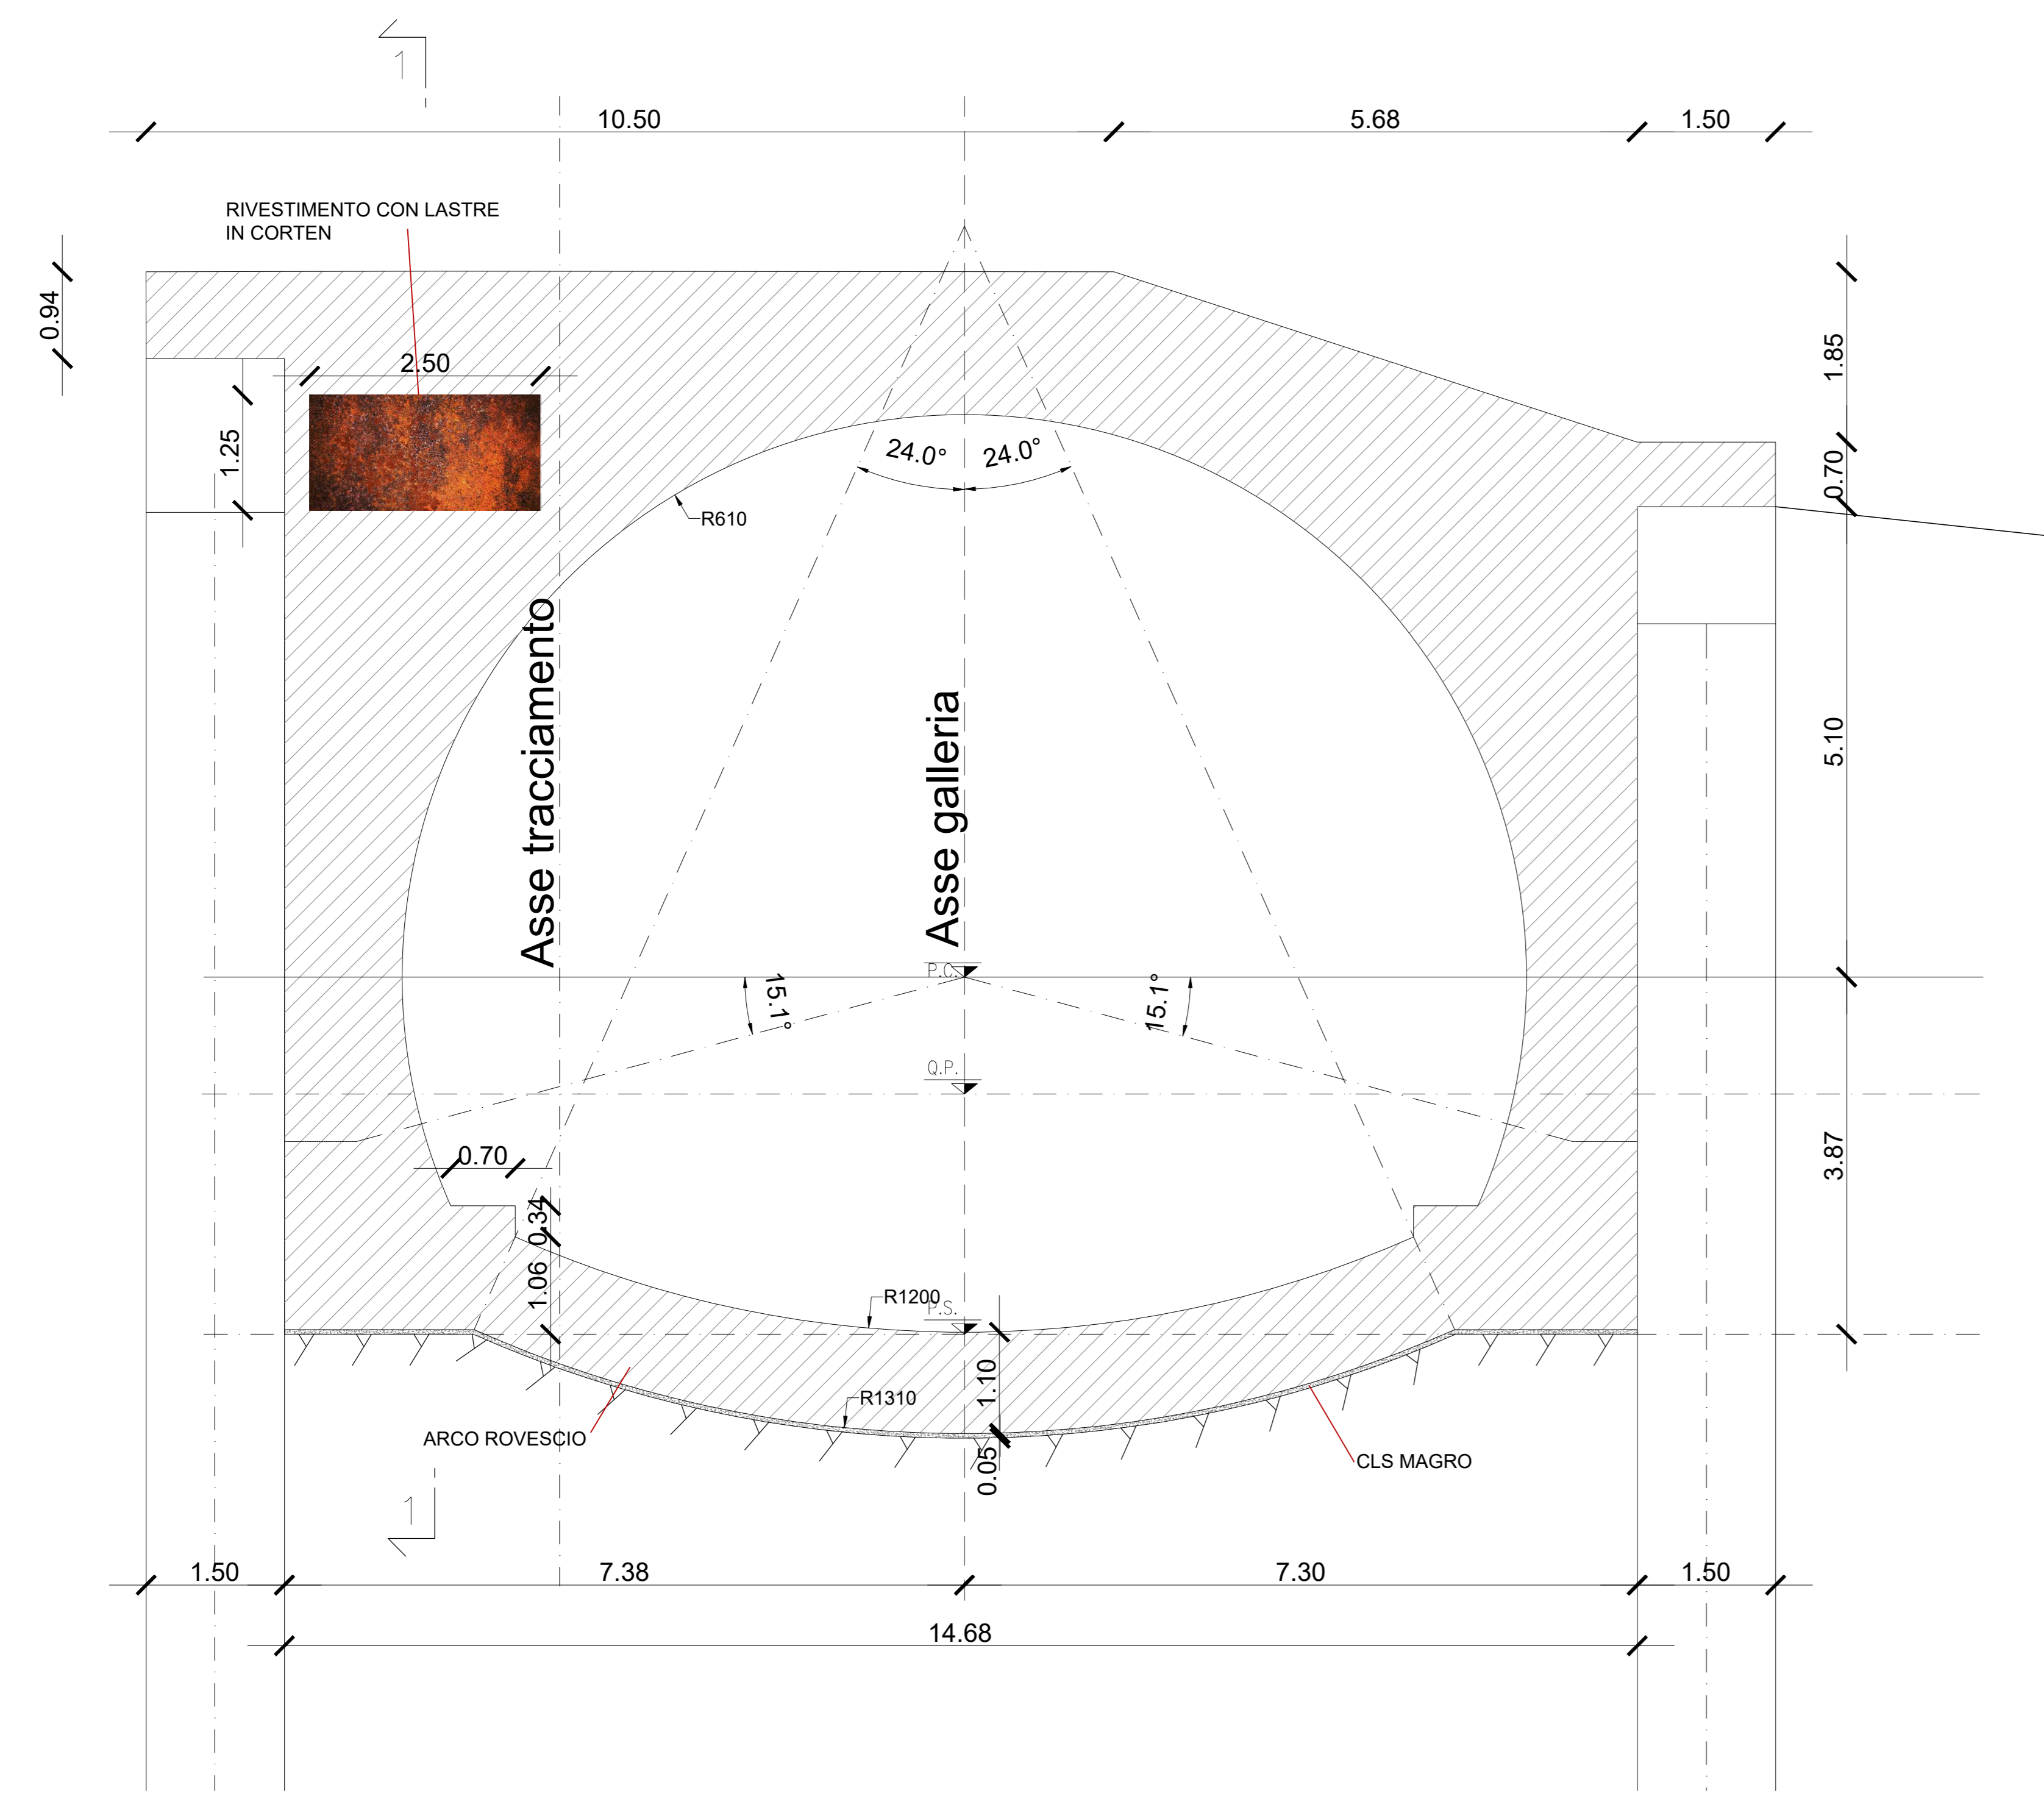 1
10.50
5.68
1.50
RIVESTIMENTO CON LASTRE
IN CORTEN
0.94
2.50
1.85
1.25
24.0°
24.0°
0.70
R610
Asse tracciamento
Asse galleria
5.10
P.C.
15.1°
15.1°
Q.P.
0.70
3.87
0.34
1.06
R1200
P.S.
1.10
R1310
ARCO ROVESCIO
0.05
CLS MAGRO
1
1.50
7.38
7.30
1.50
14.68